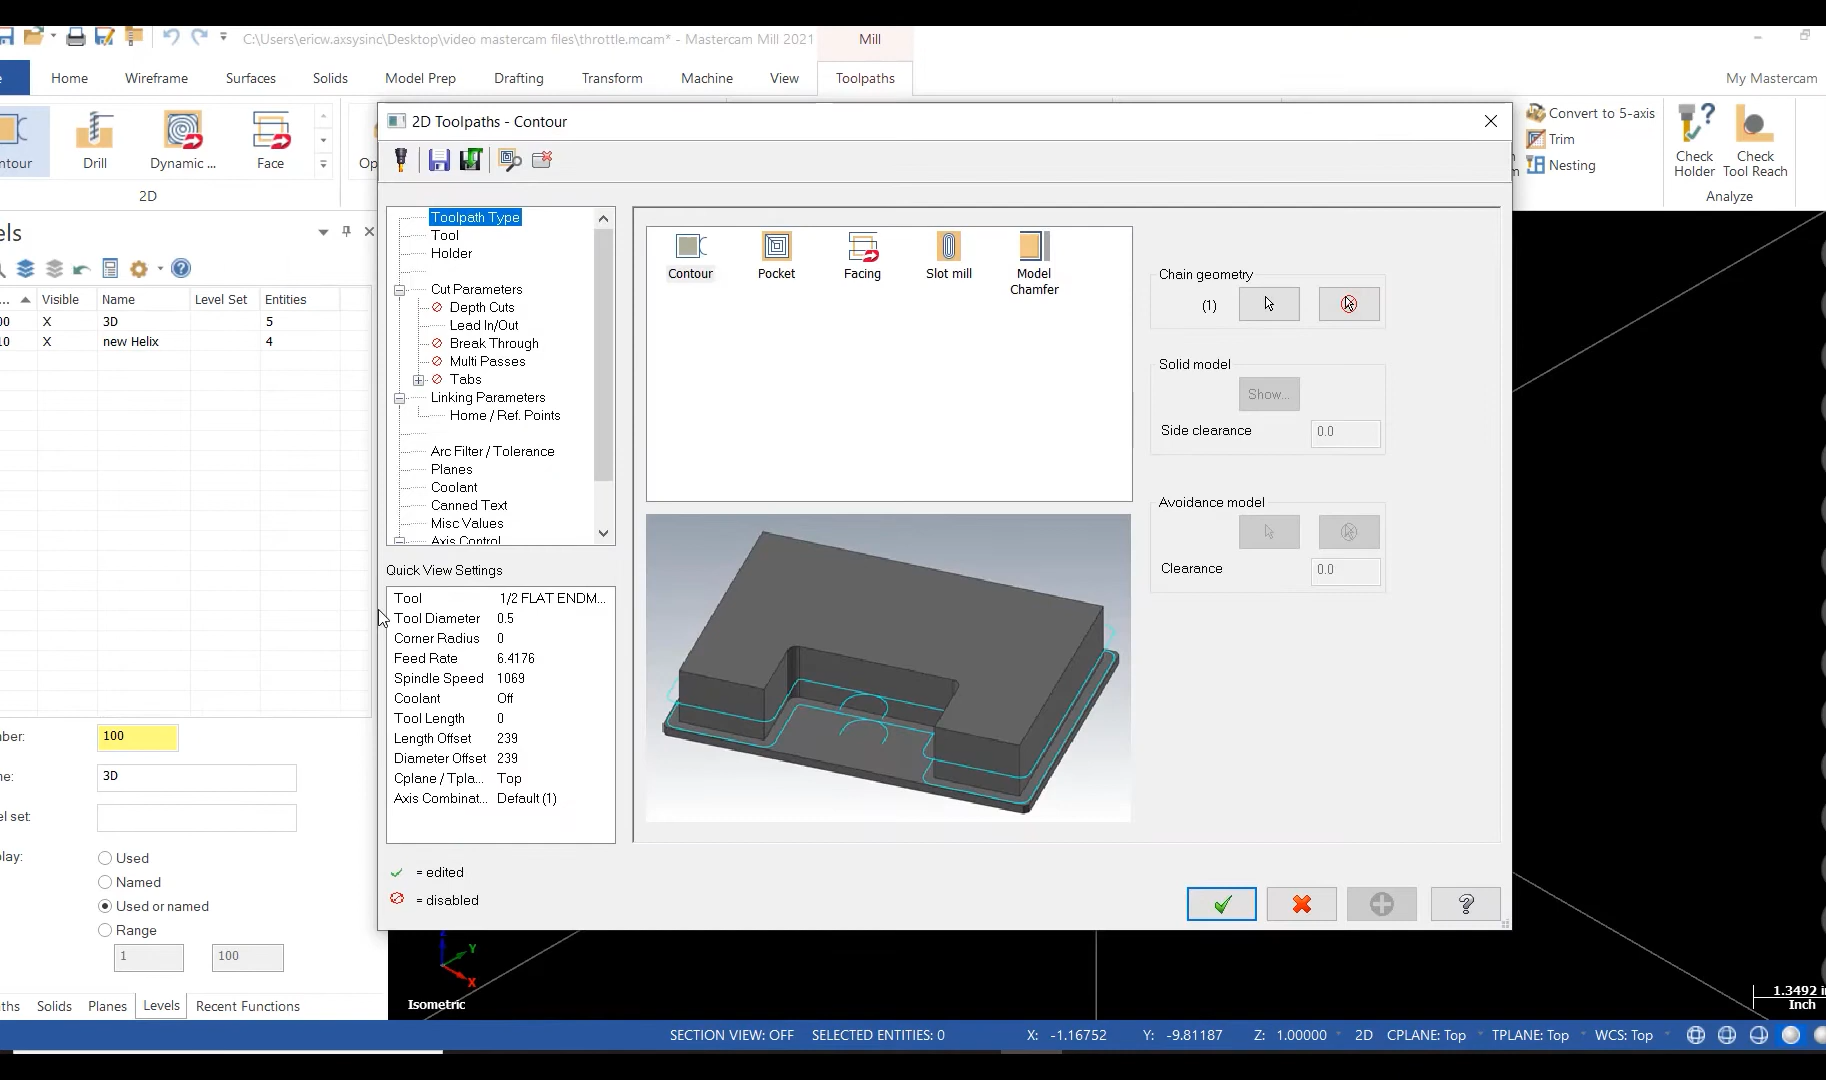 C:\Users\ericw.axsysinc\Desktop\video mastercam files\throttle.mcam* - Mastercam Mill 2021
Mill
Home
Wireframe
Surfaces
Solids
Model Prep
Drafting
Transform
Machine
View
Toolpaths
My Mastercam
ntour
Drill
Dynamic ...
Face
Op
2D
Convert to 5-axis
Trim
Nesting
m
Check Holder
Check Tool Reach
Analyze
2D Toolpaths - Contour
els
... Visible Name Level Set Entities
00 X 3D 5
10 X new Helix 4
Toolpath Type
Tool
Holder
Cut Parameters
Depth Cuts
Lead In/Out
Break Through
Multi Passes
Tabs
Linking Parameters
Home / Ref. Points
Arc Filter / Tolerance
Planes
Coolant
Canned Text
Misc Values
Axis Control
Contour
Pocket
Facing
Slot mill
Model Chamfer
Chain geometry
(1)
Solid model
Show...
Side clearance 0.0
Avoidance model
Clearance 0.0
Quick View Settings
Tool 1/2 FLAT ENDM...
Tool Diameter 0.5
Corner Radius 0
Feed Rate 6.4176
Spindle Speed 1069
Coolant Off
Tool Length 0
Length Offset 239
Diameter Offset 239
Cplane / Tpla... Top
Axis Combinat... Default (1)
= edited
= disabled
mber: 100
me: 3D
el set:
play:
Used
Named
Used or named
Range
1
100
ths
Solids
Planes
Levels
Recent Functions
Z
Y
X
Isometric
1.3492 i
Inch
SECTION VIEW: OFF SELECTED ENTITIES: 0 X: -1.16752 Y: -9.81187 Z: 1.00000 2D CPLANE: Top TPLANE: Top WCS: Top